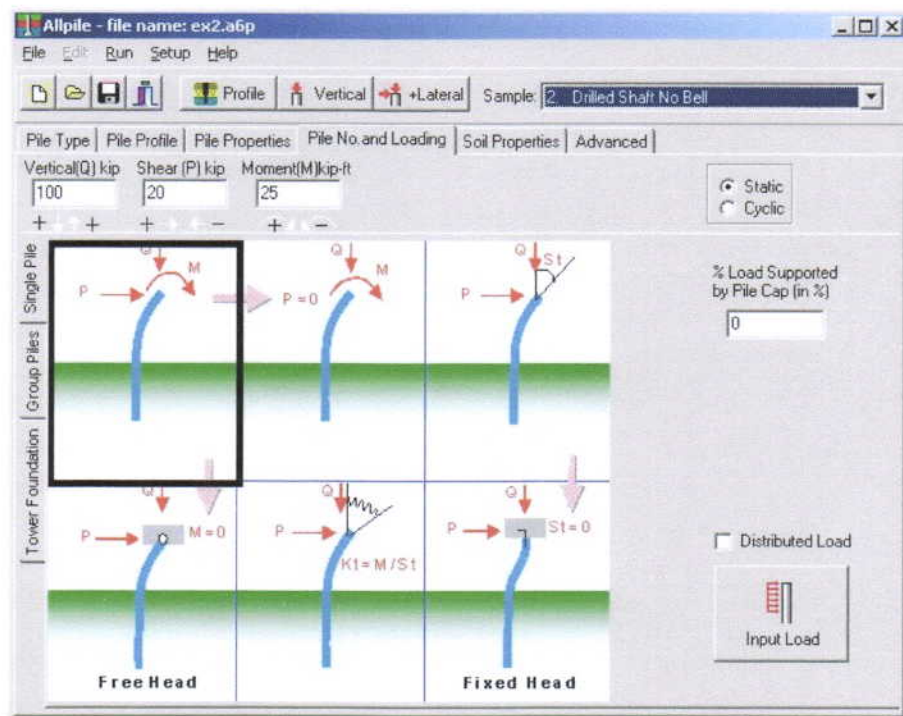 Allpile - file name: ex2.a6p
File Edit Run Setup Help
Profile Vertical +Lateral Sample: 2. Drilled Shaft No Bell
Pile Type Pile Profile Pile Properties Pile No.and Loading Soil Properties Advanced
Vertical(Q) kip Shear (P) kip Moment(M)kip-ft
100 20 25
+ + + − + −
Static
Cyclic
Single Pile
Group Piles
Tower Foundation
Q M P
Q M P = 0
Q St P
% Load Supported
by Pile Cap (in %)
0
Q P M = 0
Q P Kt = M / St
Q P St = 0
Free Head
Fixed Head
Distributed Load
Input Load